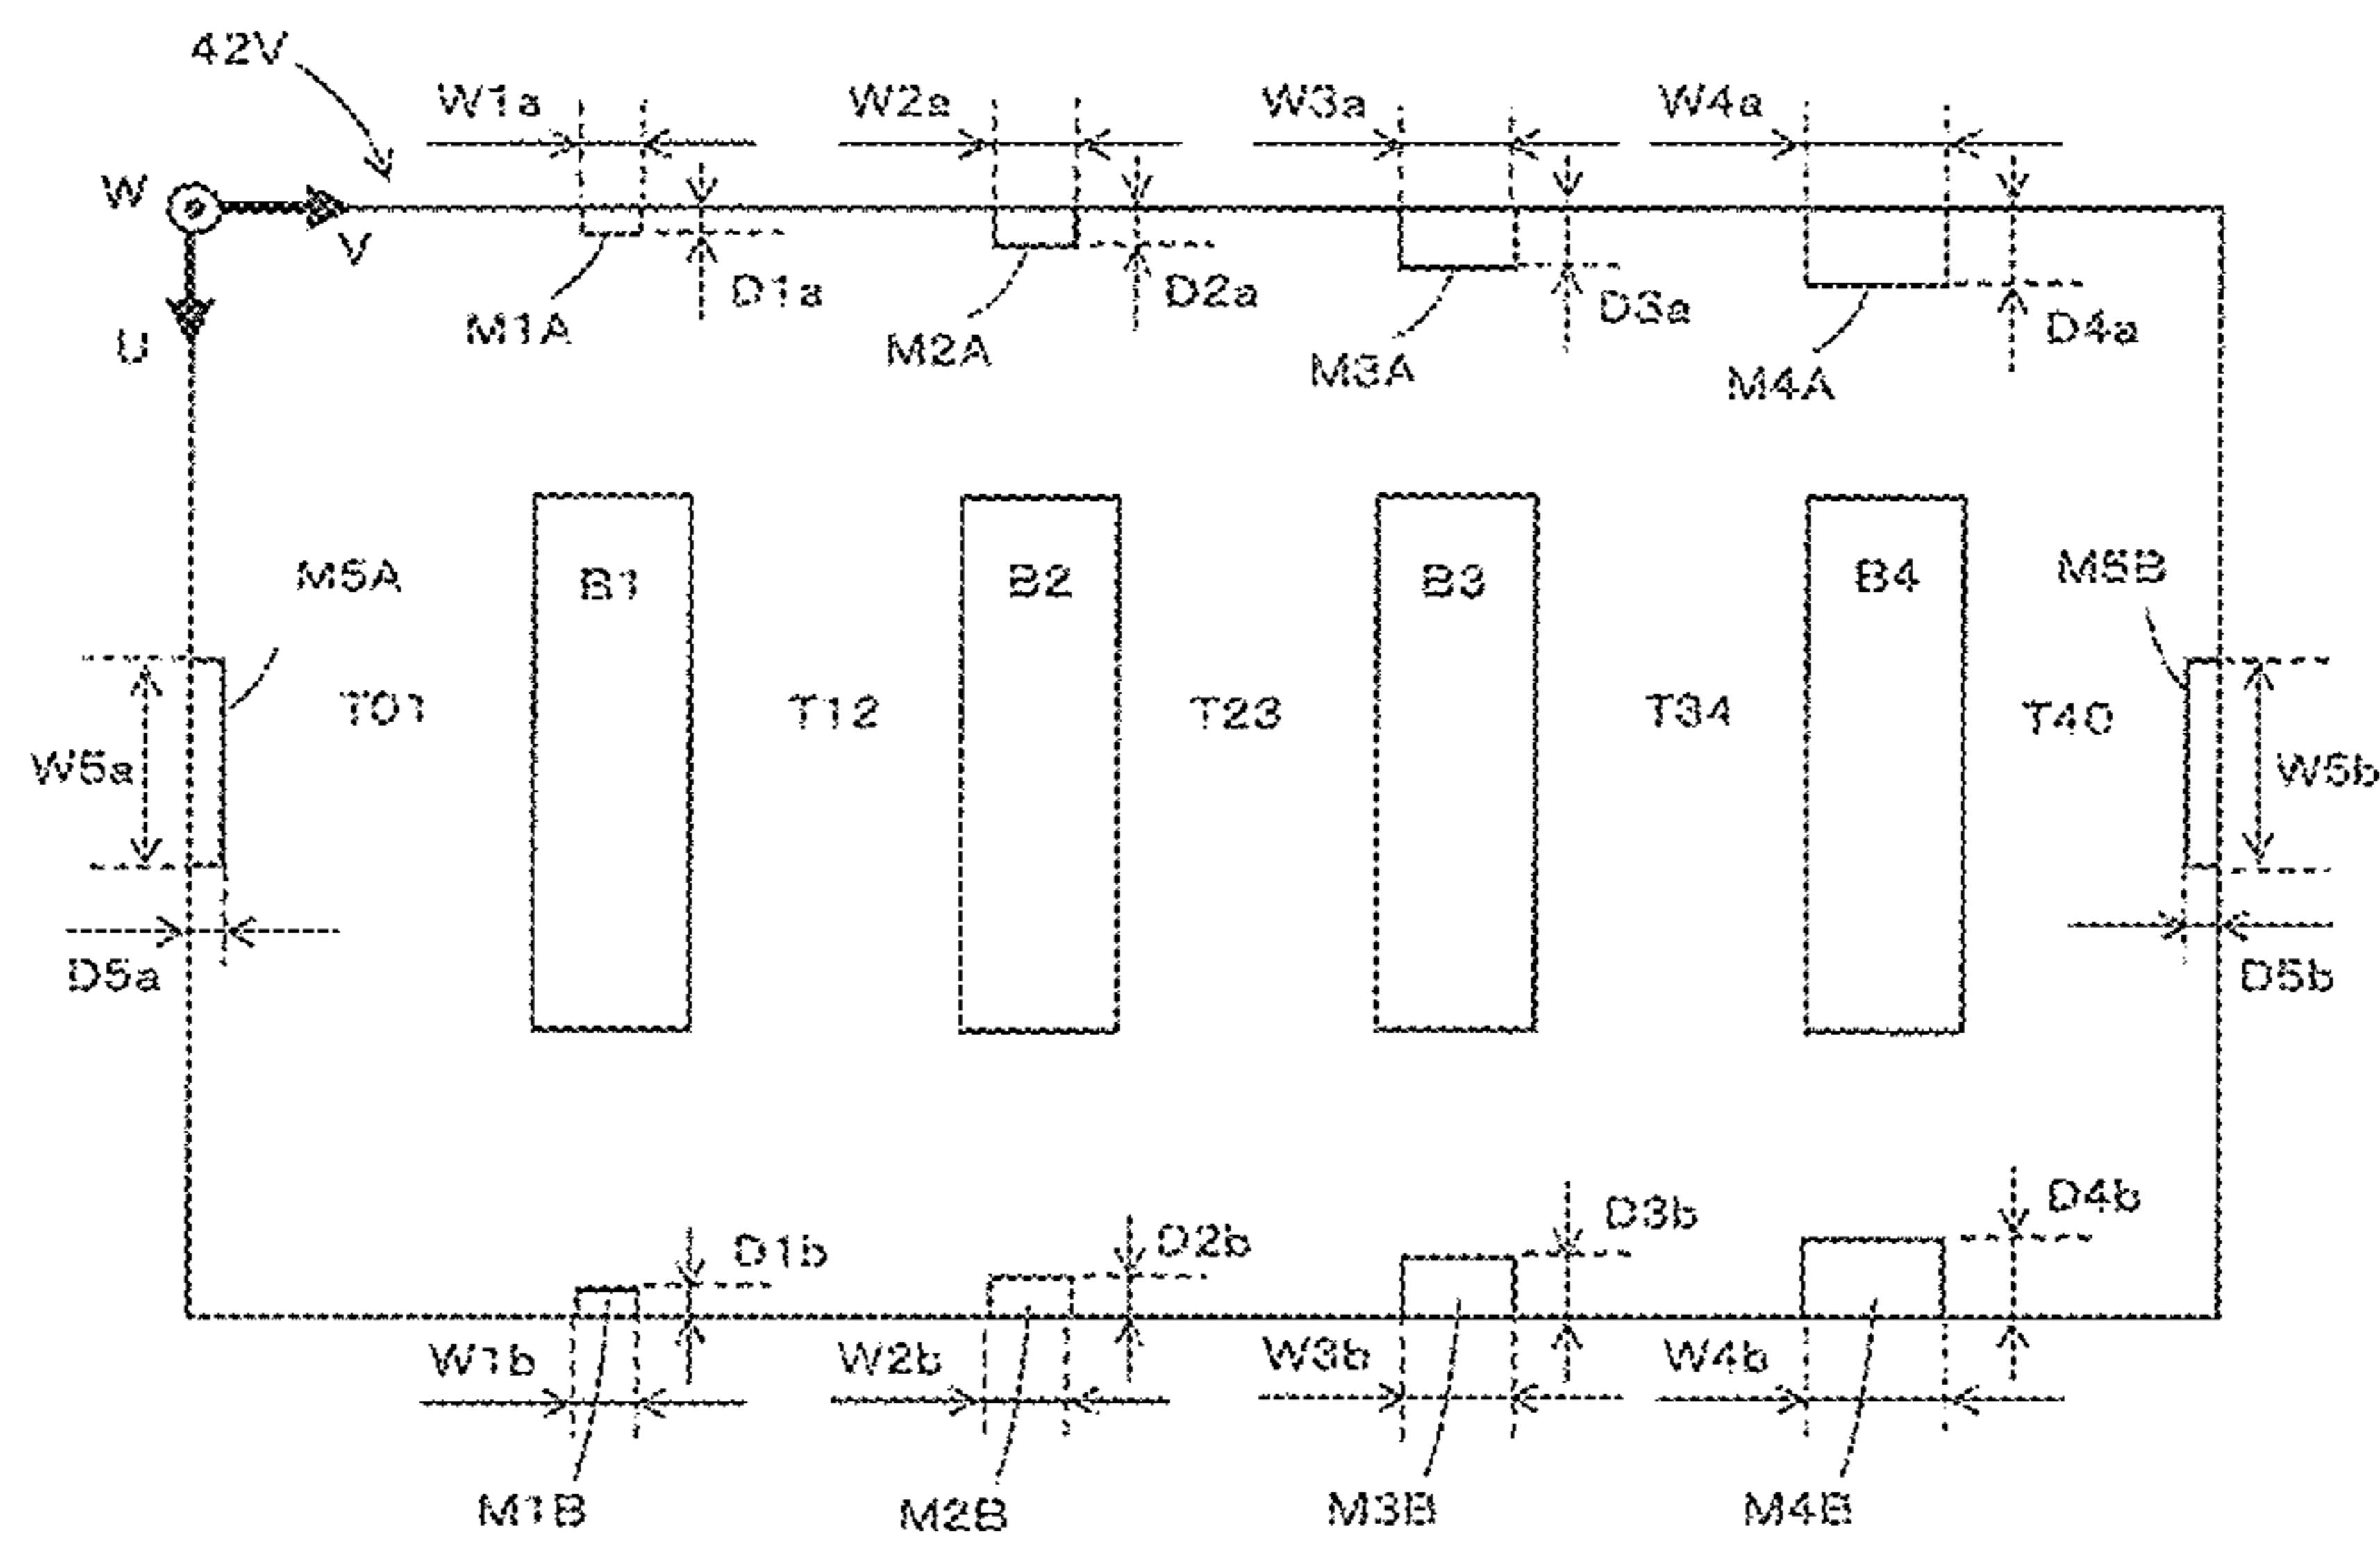 42V
W1a W2a W3a W4a
W
V
D1a D2a D3a D4a
U
M1A M2A M3A M4A
M5A B1 B2 B3 B4 M5B
T01 T12 T23 T34 T40
W5a W5b
D5a D5b
D1b D2b D3b D4b
W1b W2b W3b W4b
M1B M2B M3B M4B